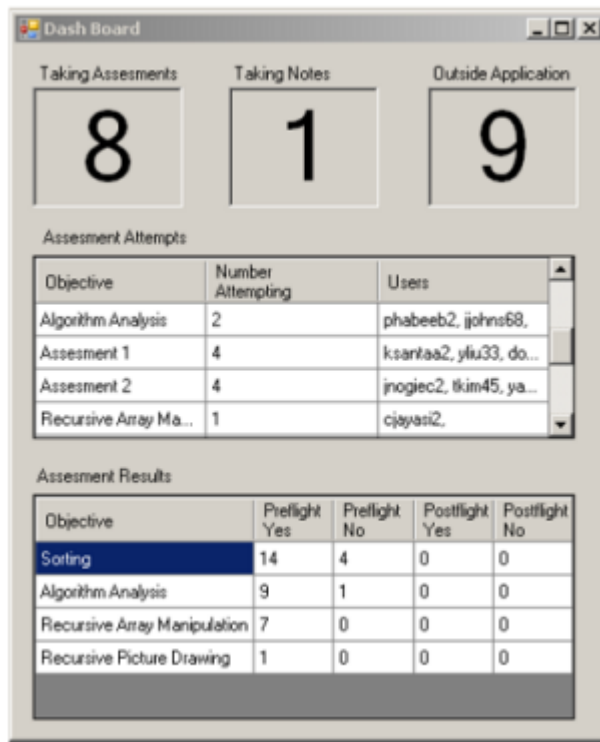 Dash Board
Taking Assesments Taking Notes Outside Application
8 1 9
Assesment Attempts
Objective Number Attempting Users
Algorithm Analysis 2 phabeeb2, jjohns68,
Assesment 1 4 ksantaa2, yliu33, do...
Assesment 2 4 jnogiec2, tkim45, ya...
Recursive Array Ma... 1 cjayasi2,
Assesment Results
Objective Preflight Yes Preflight No Postflight Yes Postflight No
Sorting 14 4 0 0
Algorithm Analysis 9 1 0 0
Recursive Array Manipulation 7 0 0 0
Recursive Picture Drawing 1 0 0 0